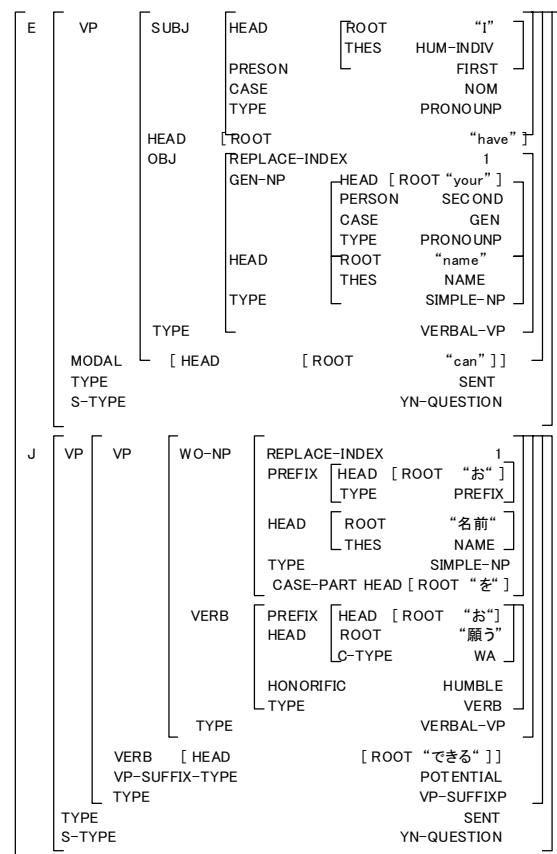 E VP SUBJ HEAD ROOT “I”
THES HUM-INDIV
PRESON FIRST
CASE NOM
TYPE PRONOUNP
HEAD [ROOT “have” ]
OBJ REPLACE-INDEX 1
GEN-NP HEAD [ ROOT “your” ]
PERSON SECOND
CASE GEN
TYPE PRONOUNP
HEAD ROOT “name”
THES NAME
TYPE SIMPLE-NP
TYPE VERBAL-VP
MODAL [ HEAD [ ROOT “can” ]]
TYPE SENT
S-TYPE YN-QUESTION
J VP VP WO-NP REPLACE-INDEX 1
PREFIX HEAD [ ROOT “お“ ]
TYPE PREFIX
HEAD ROOT “名前“
THES NAME
TYPE SIMPLE-NP
CASE-PART HEAD [ ROOT “を“ ]
VERB PREFIX HEAD [ ROOT “お“]
HEAD ROOT “願う”
C-TYPE WA
HONORIFIC HUMBLE
TYPE VERB
TYPE VERBAL-VP
VERB [ HEAD [ ROOT “できる“ ]]
VP-SUFFIX-TYPE POTENTIAL
TYPE VP-SUFFIXP
TYPE SENT
S-TYPE YN-QUESTION